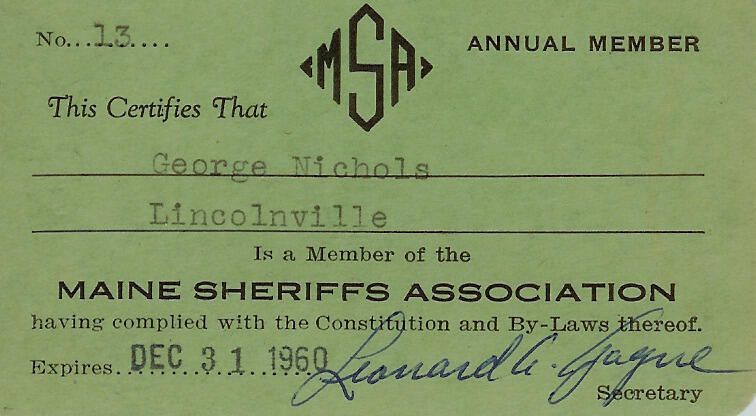 No...13.... MSA ANNUAL MEMBER
This Certifies That
George Nichols
Lincolnville
Is a Member of the
MAINE SHERIFFS ASSOCIATION
having complied with the Constitution and By-Laws thereof.
Expires..DEC 31 1960.. Leonard A. Gagne
Secretary